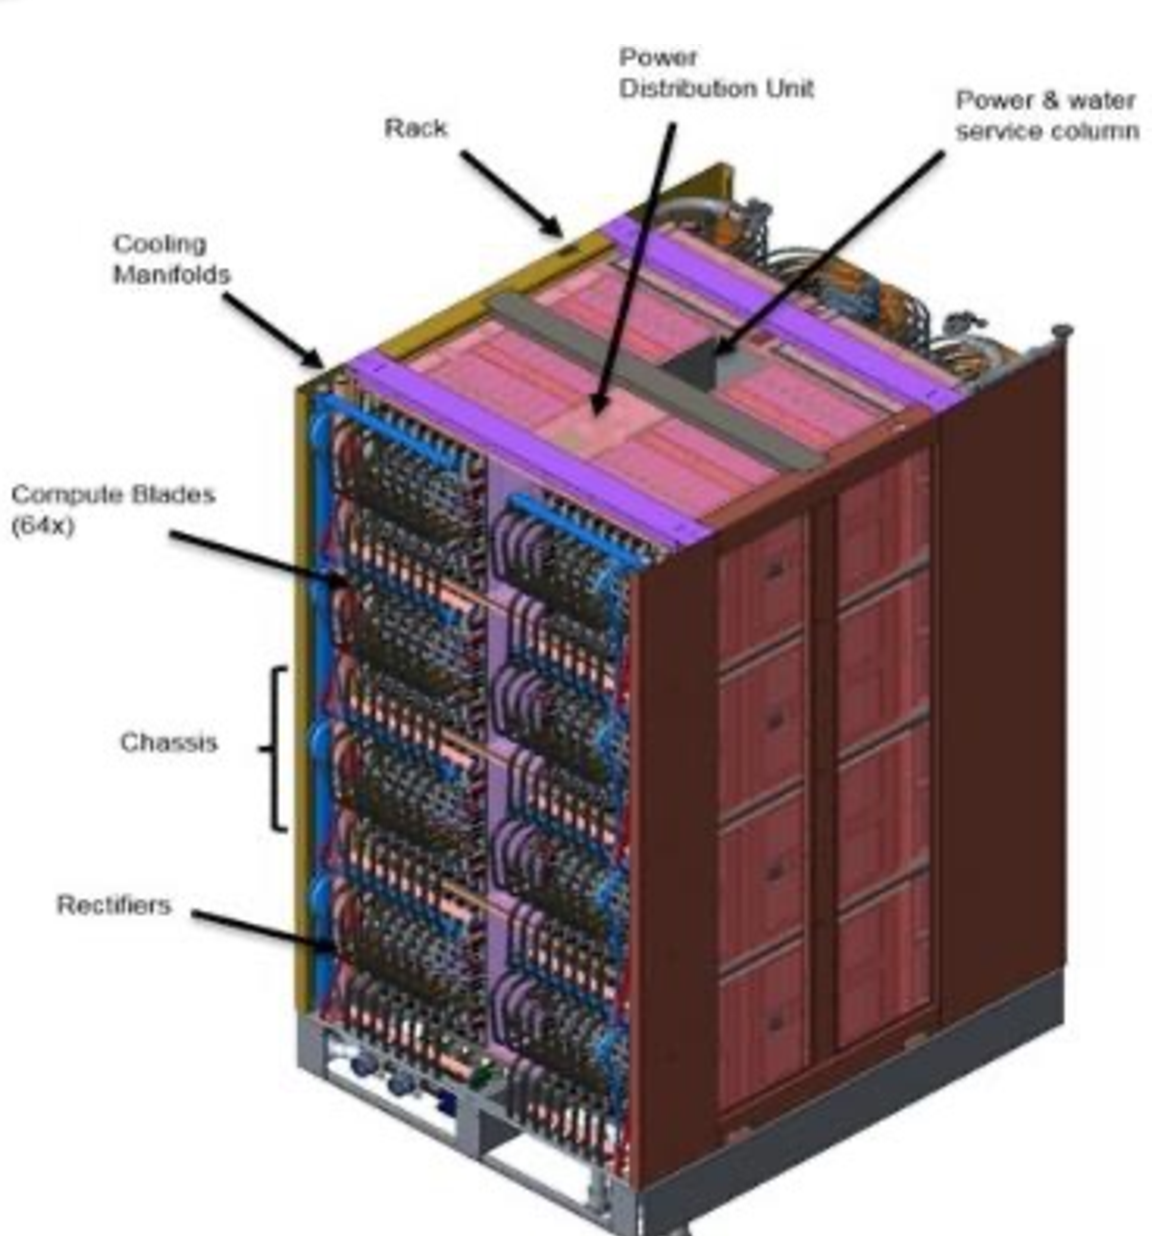 Power
Distribution Unit
Power & water
service column
Rack
Cooling
Manifolds
Compute Blades
(64x)
Chassis
Rectifiers